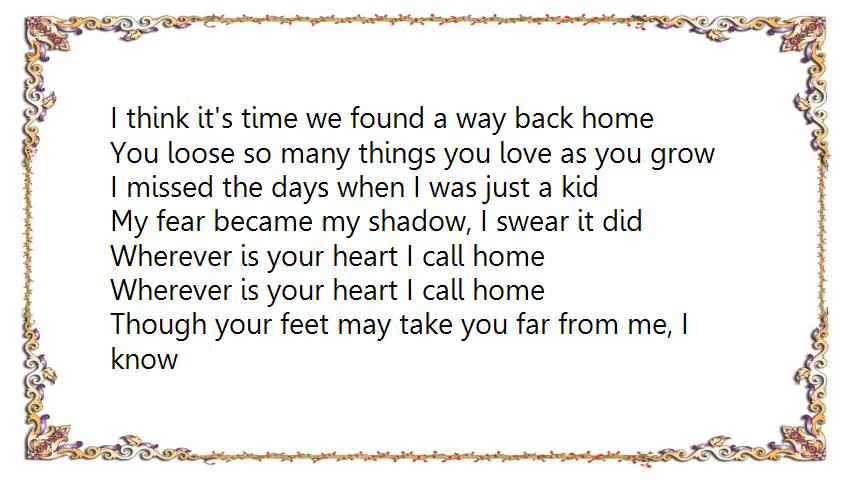 I think it's time we found a way back home
You loose so many things you love as you grow
I missed the days when I was just a kid
My fear became my shadow, I swear it did
Wherever is your heart I call home
Wherever is your heart I call home
Though your feet may take you far from me, I
know